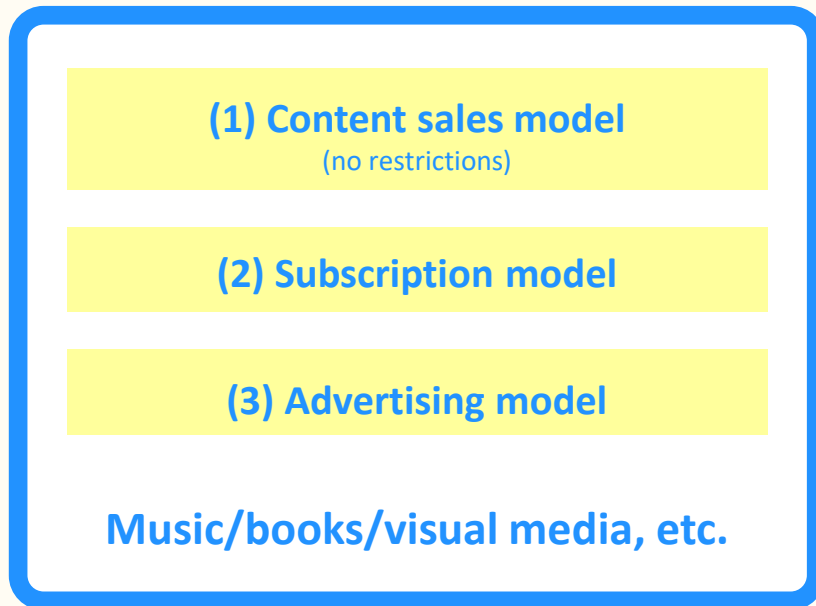 (1) Content sales model
(no restrictions)
(2) Subscription model
(3) Advertising model
Music/books/visual media, etc.